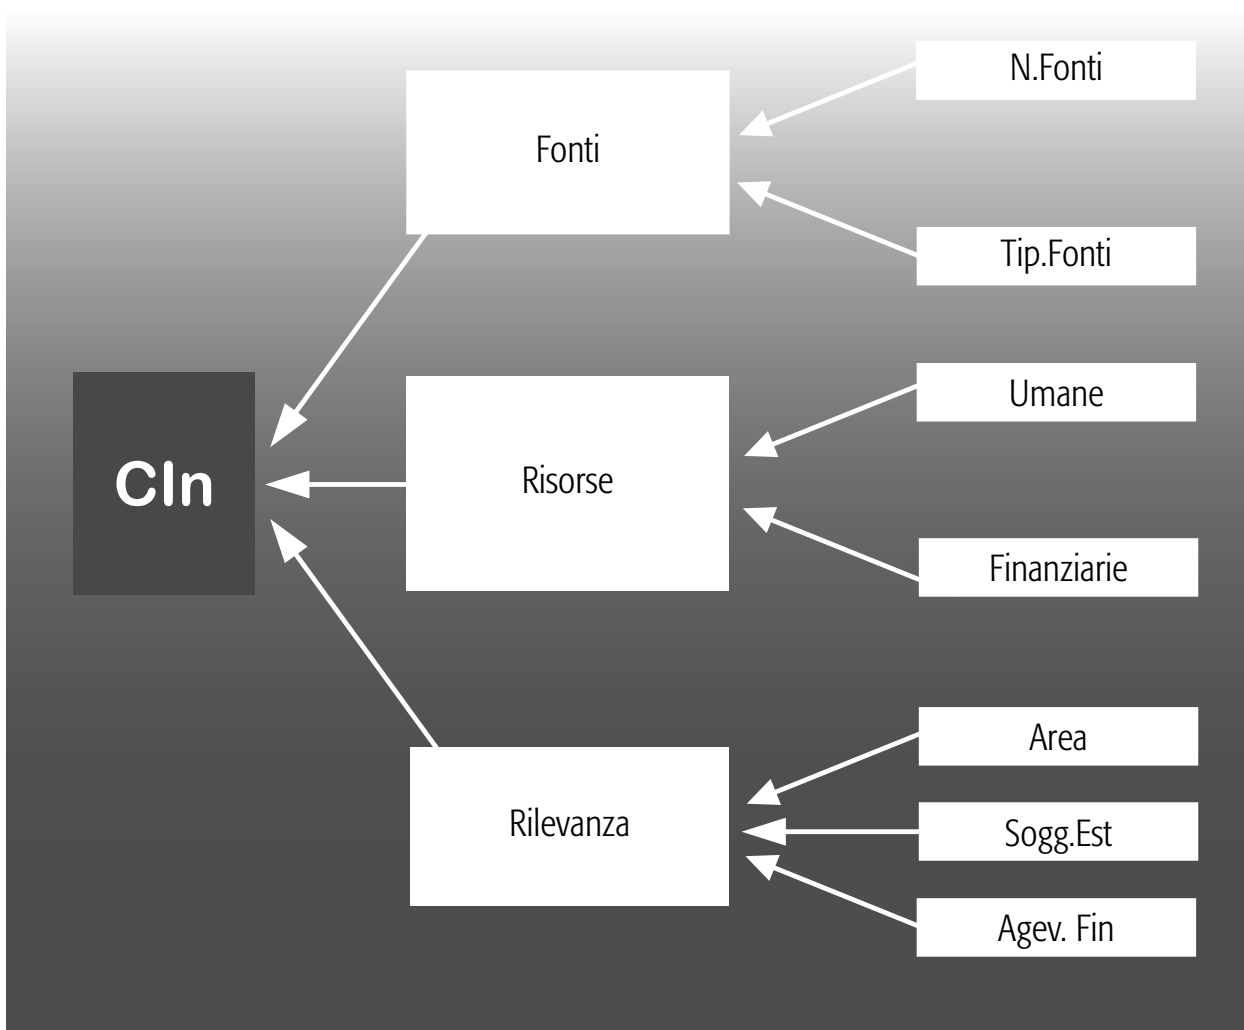 N.Fonti
Fonti
Tip.Fonti
Umane
CIn
Risorse
Finanziarie
Area
Rilevanza
Sogg.Est
Agev. Fin